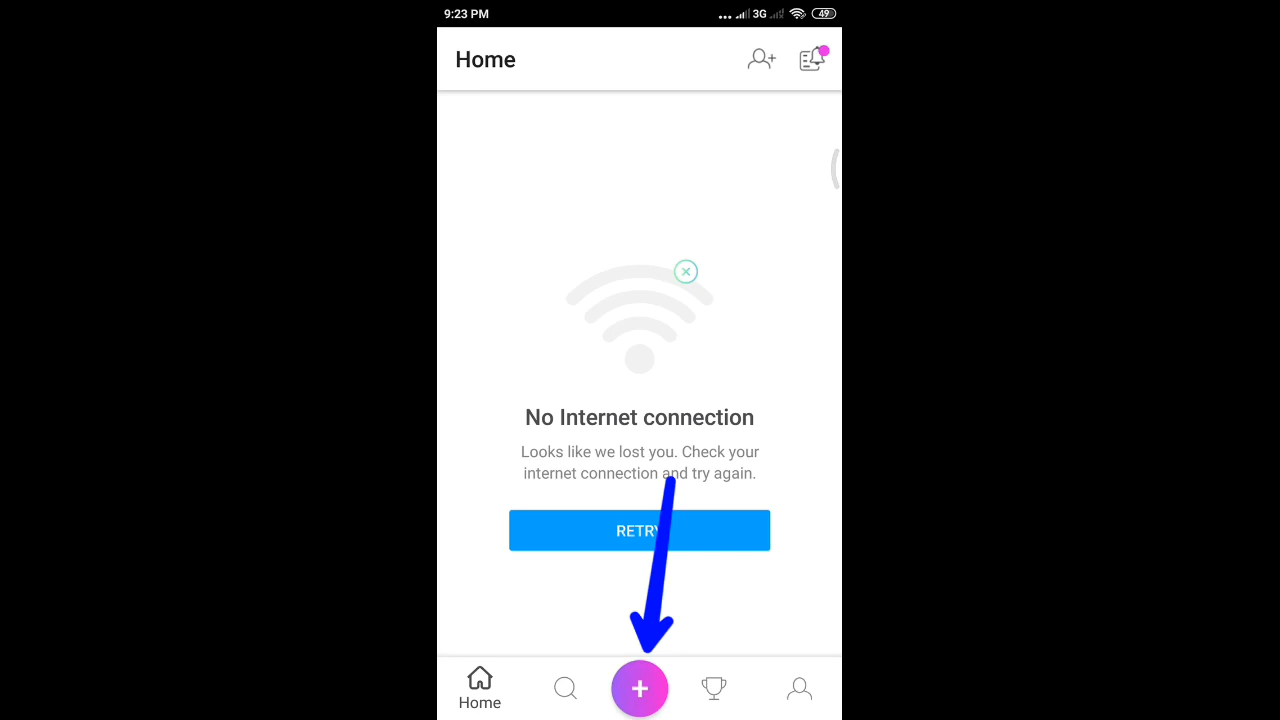 9:23 PM
3G
49
Home
No Internet connection
Looks like we lost you. Check your
internet connection and try again.
RETRY
Home